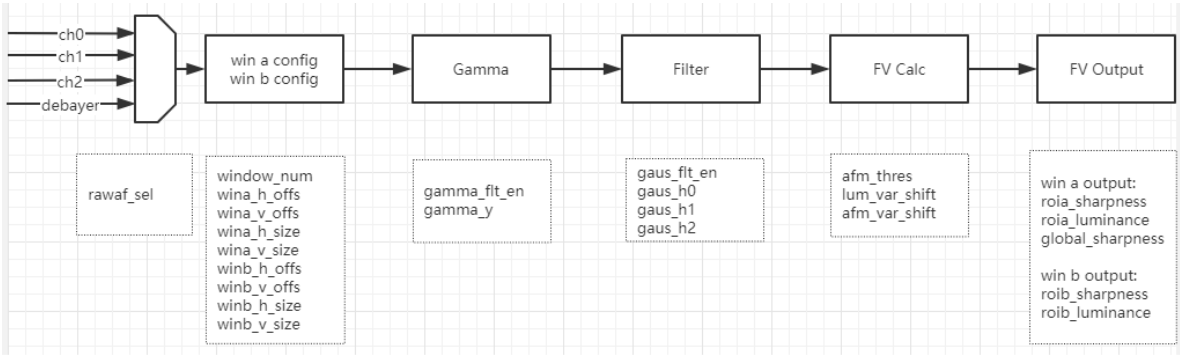 ch0
ch1
ch2
debayer
win a config
win b config
Gamma
Filter
FV Calc
FV Output
rawaf_sel
window_num
wina_h_offs
wina_v_offs
wina_h_size
wina_v_size
winb_h_offs
winb_v_offs
winb_h_size
winb_v_size
gamma_flt_en
gamma_y
gaus_flt_en
gaus_h0
gaus_h1
gaus_h2
afm_thres
lum_var_shift
afm_var_shift
win a output:
roia_sharpness
roia_luminance
global_sharpness
win b output:
roib_sharpness
roib_luminance